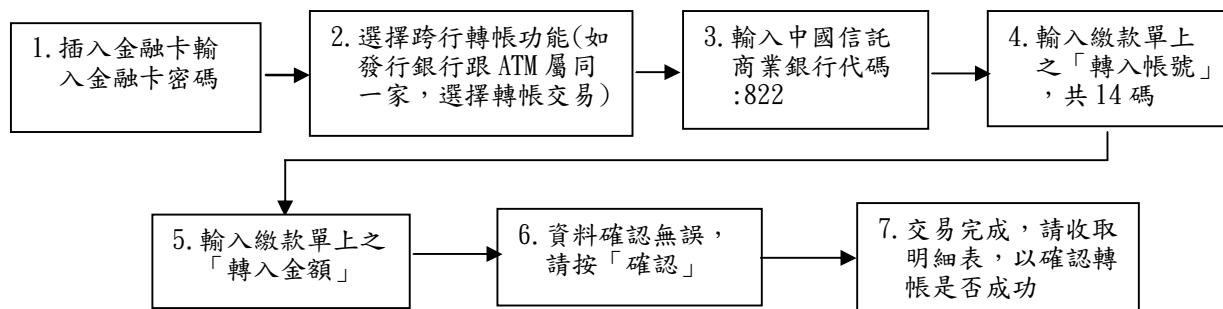 1.插入金融卡輸
入金融卡密碼
2.選擇跨行轉帳功能(如
發行銀行跟 ATM 屬同
一家，選擇轉帳交易)
3.輸入中國信託
商業銀行代碼
:822
4.輸入繳款單上
之「轉入帳號」
，共 14 碼
5.輸入繳款單上之
「轉入金額」
6.資料確認無誤，
請按「確認」
7.交易完成，請收取
明細表，以確認轉
帳是否成功